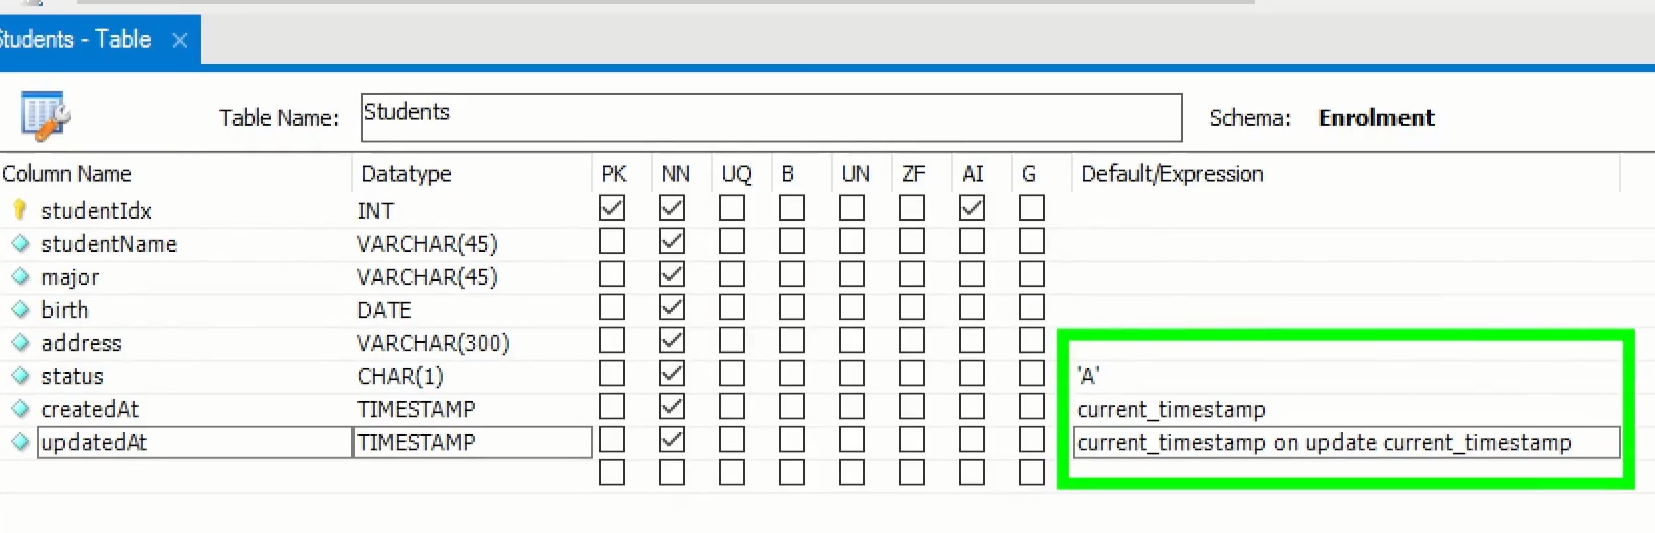 Students - Table
Table Name: Students Schema: Enrolment
Column Name Datatype PK NN UQ B UN ZF AI G Default/Expression
studentIdx INT
studentName VARCHAR(45)
major VARCHAR(45)
birth DATE
address VARCHAR(300)
status CHAR(1) 'A'
createdAt TIMESTAMP current_timestamp
updatedAt TIMESTAMP current_timestamp on update current_timestamp